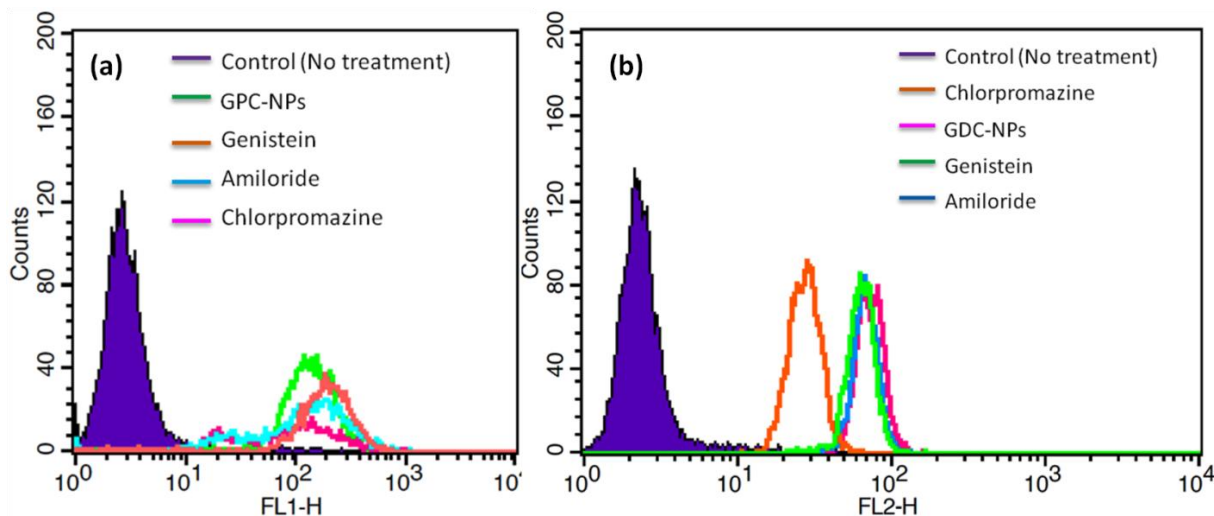 (a)
Control (No treatment)
GPC-NPs
Genistein
Amiloride
Chlorpromazine
200
160
120
80
40
0
Counts
10^0
10^1
10^2
10^3
FL1-H
(b)
Control (No treatment)
Chlorpromazine
GDC-NPs
Genistein
Amiloride
200
160
120
80
40
0
Counts
10^0
10^1
10^2
10^3
10^4
FL2-H